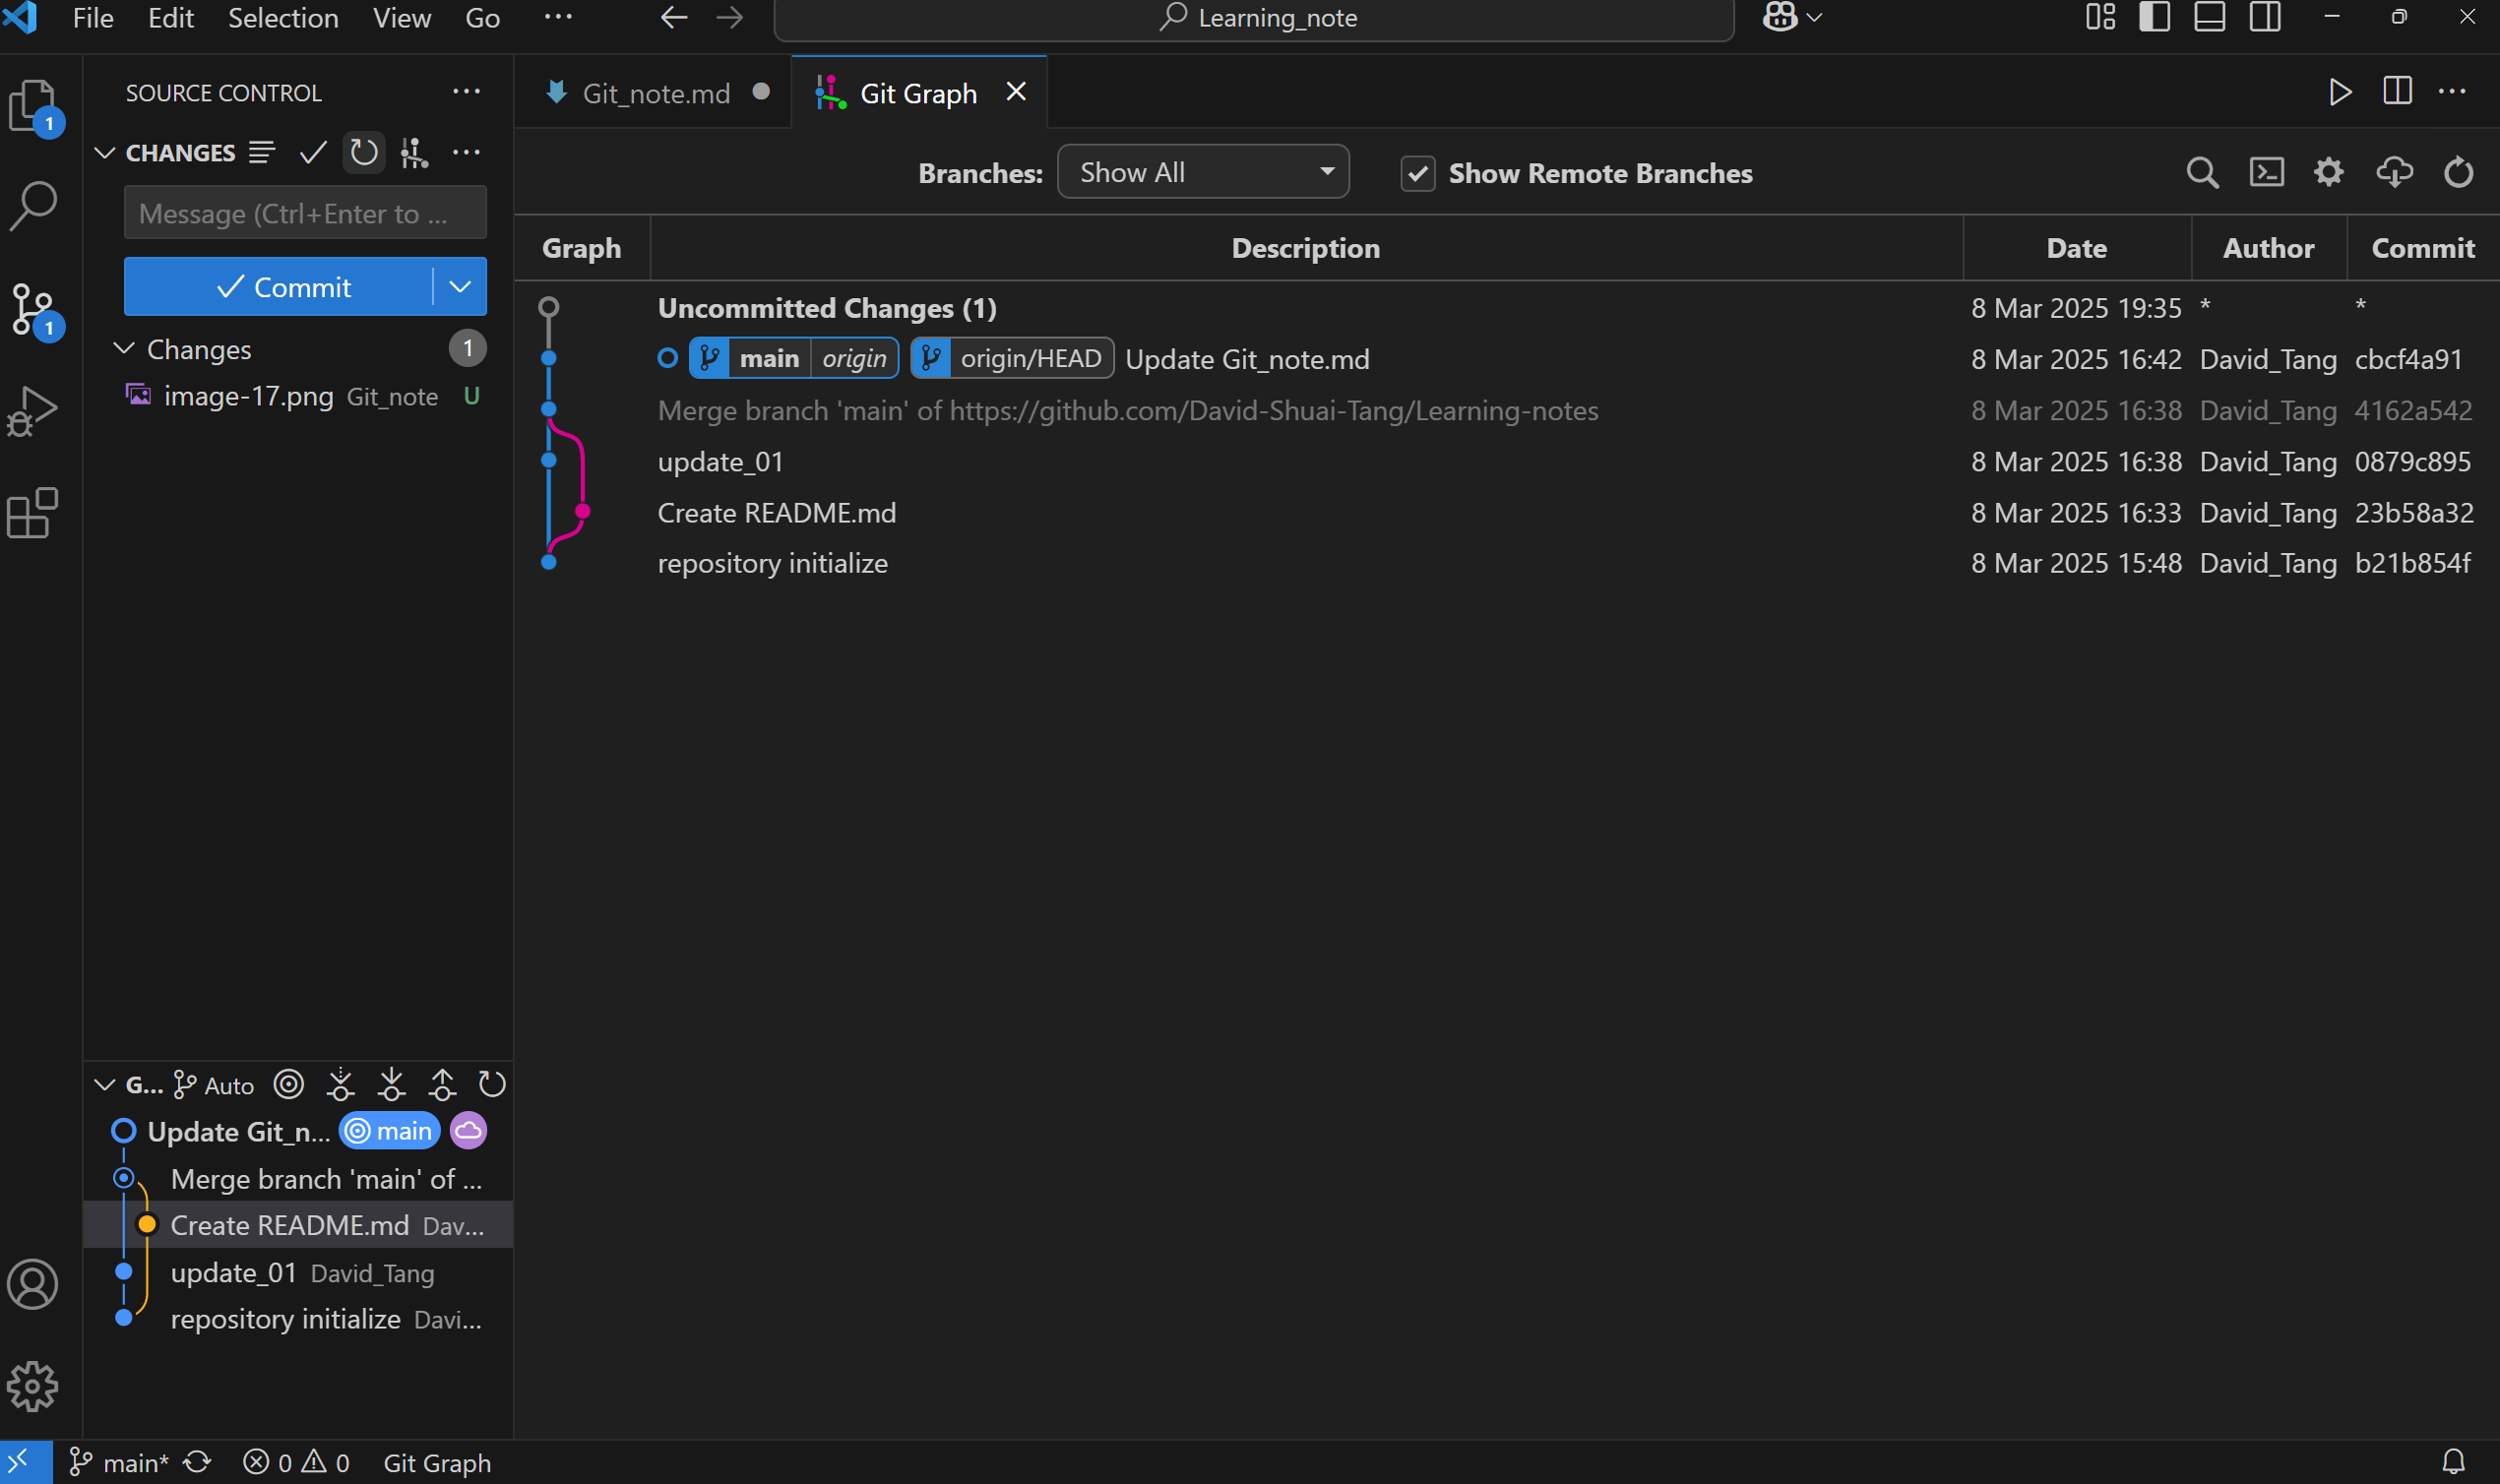 File Edit Selection View Go ··· Learning_note
SOURCE CONTROL ···
1
CHANGES ···
Message (Ctrl+Enter to ...
Commit
1
Changes 1
image-17.png Git_note U
Git_note.md Git Graph
Branches: Show All Show Remote Branches
Graph Description Date Author Commit
Uncommitted Changes (1) 8 Mar 2025 19:35 * *
main origin origin/HEAD Update Git_note.md 8 Mar 2025 16:42 David_Tang cbcf4a91
Merge branch 'main' of https://github.com/David-Shuai-Tang/Learning-notes 8 Mar 2025 16:38 David_Tang 4162a542
update_01 8 Mar 2025 16:38 David_Tang 0879c895
Create README.md 8 Mar 2025 16:33 David_Tang 23b58a32
repository initialize 8 Mar 2025 15:48 David_Tang b21b854f
G... Auto
Update Git_n... main
Merge branch 'main' of ...
Create README.md Dav...
update_01 David_Tang
repository initialize Davi...
main* 0 0 Git Graph